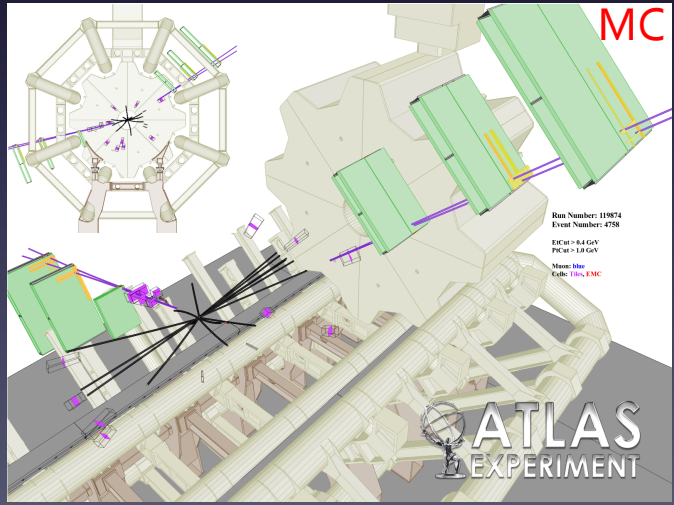 MC
Run Number: 119874
Event Number: 4758
EtCut > 0.4 GeV
PtCut > 1.0 GeV
Muon: blue
Cells: Tiles, EMC
ATLAS
EXPERIMENT